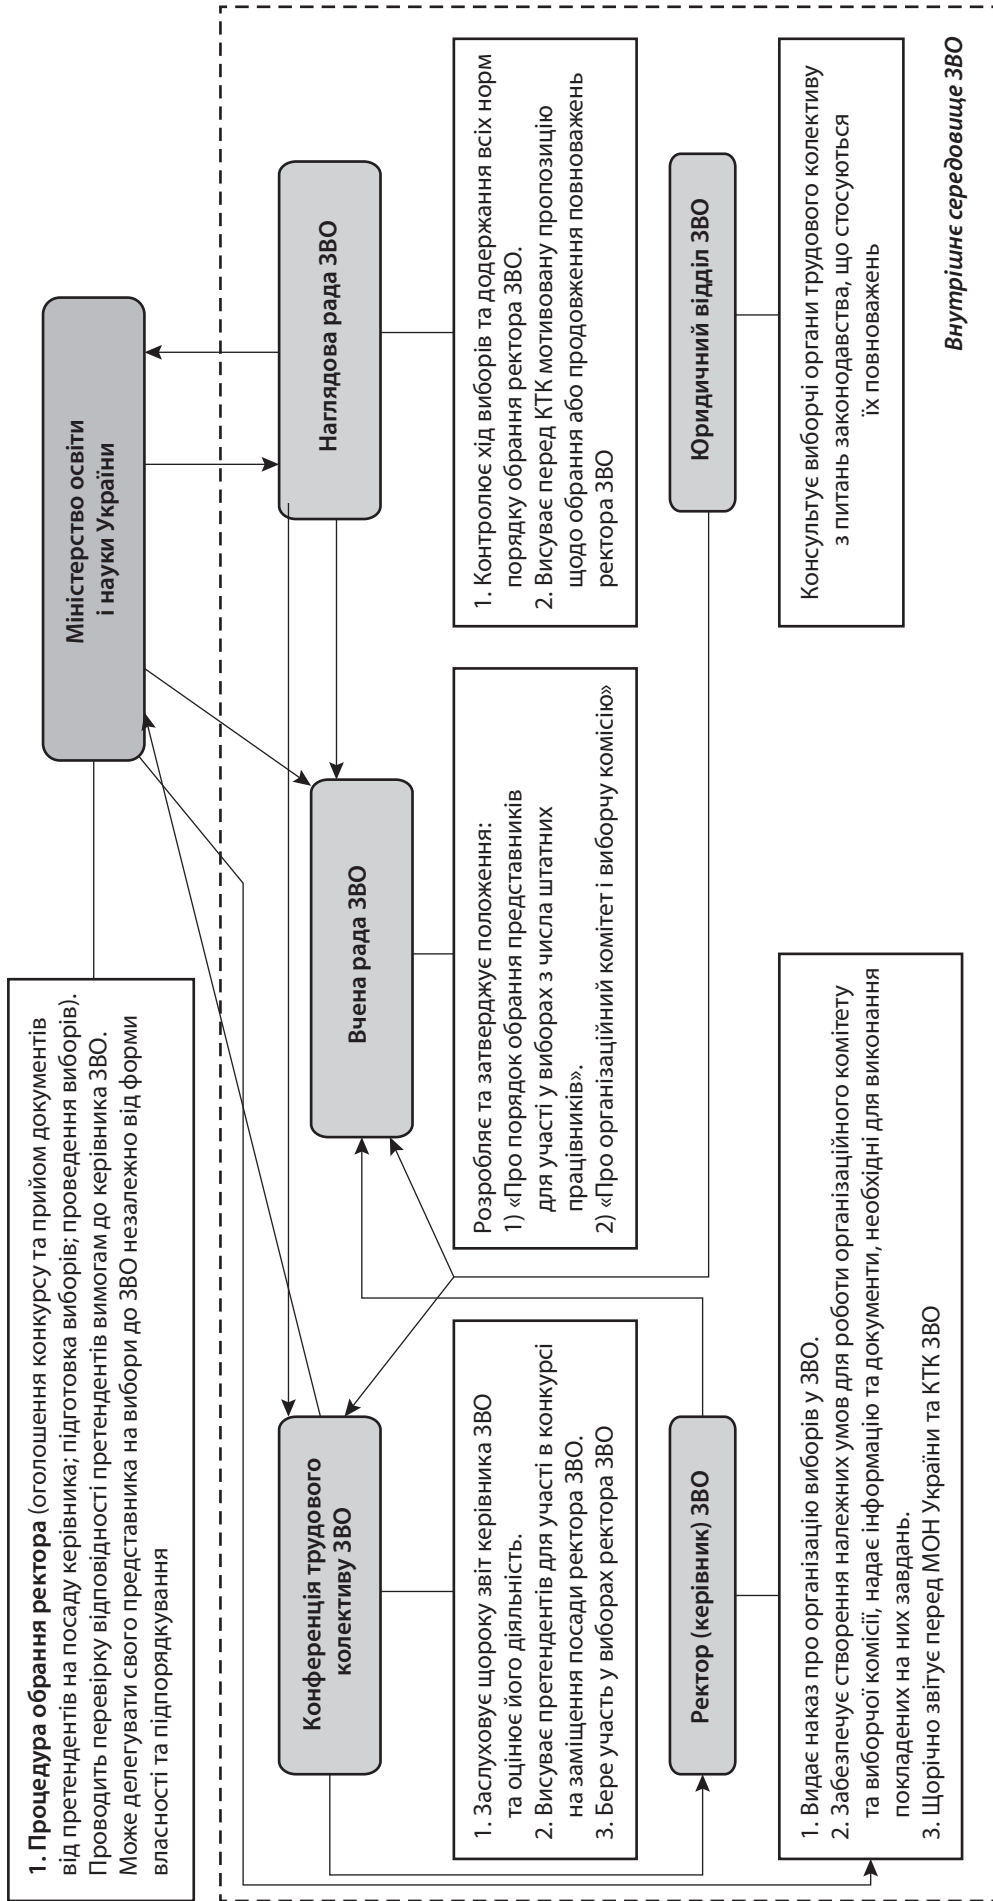 1. Процедура обрання ректора (оголошення конкурсу та прийом документів
від претендентів на посаду керівника; підготовка виборів; проведення виборів).
Проводить перевірку відповідності претендентів вимогам до керівника ЗВО.
Може делегувати свого представника на вибори до ЗВО незалежно від форми
власності та підпорядкування
Міністерство освіти
і науки України
Конференція трудового
колективу ЗВО
Вчена рада ЗВО
Наглядова рада ЗВО
1. Заслуховує щороку звіт керівника ЗВО
та оцінює його діяльність.
2. Висуває претендентів для участі в конкурсі
на заміщення посади ректора ЗВО.
3. Бере участь у виборах ректора ЗВО
Розробляє та затверджує положення:
1) «Про порядок обрання представників
для участі у виборах з числа штатних
працівників».
2) «Про організаційний комітет і виборчу комісію»
1. Контролює хід виборів та додержання всіх норм
порядку обрання ректора ЗВО.
2. Висуває перед КТК мотивовану пропозицію
щодо обрання або продовження повноважень
ректора ЗВО
Ректор (керівник) ЗВО
Юридичний відділ ЗВО
1. Видає наказ про організацію виборів у ЗВО.
2. Забезпечує створення належних умов для роботи організаційного комітету
та виборчої комісії, надає інформацію та документи, необхідні для виконання
покладених на них завдань.
3. Щорічно звітує перед МОН України та КТК ЗВО
Консультує виборчі органи трудового колективу
з питань законодавства, що стосуються
їх повноважень
Внутрішнє середовище ЗВО